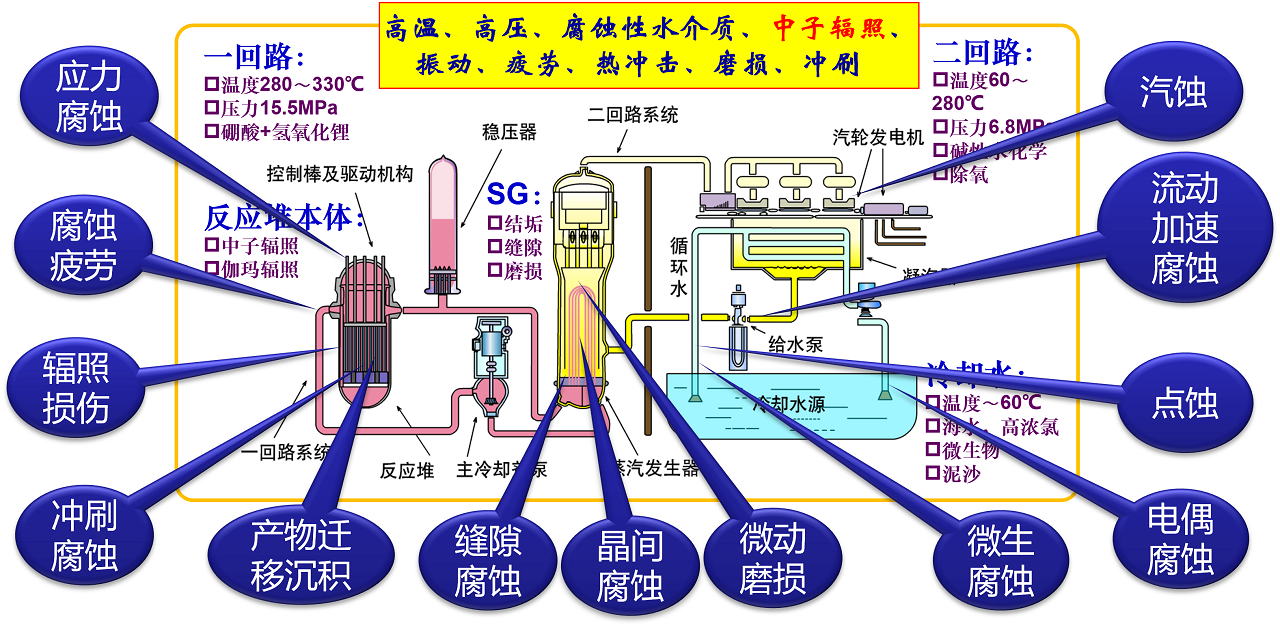 高温、高压、腐蚀性水介质、中子辐照、
振动、疲劳、热冲击、磨损、冲刷
一回路：
温度280～330℃
压力15.5MPa
硼酸+氢氧化锂
二回路：
温度60～
280℃
压力6.8MPa
碱性水化学
除氧
应力
腐蚀
汽蚀
稳压器
二回路系统
汽轮发电机
控制棒及驱动机构
反应堆本体：
中子辐照
伽玛辐照
SG：
结垢
缝隙
磨损
腐蚀
疲劳
流动
加速
腐蚀
循
环
水
给水泵
辐照
损伤
冷却水：
温度～60℃
海水、高浓氯
微生物
泥沙
点蚀
冷却水源
一回路系统
反应堆
主冷却剂泵
蒸汽发生器
冲刷
腐蚀
产物迁
移沉积
缝隙
腐蚀
晶间
腐蚀
微动
磨损
微生
腐蚀
电偶
腐蚀